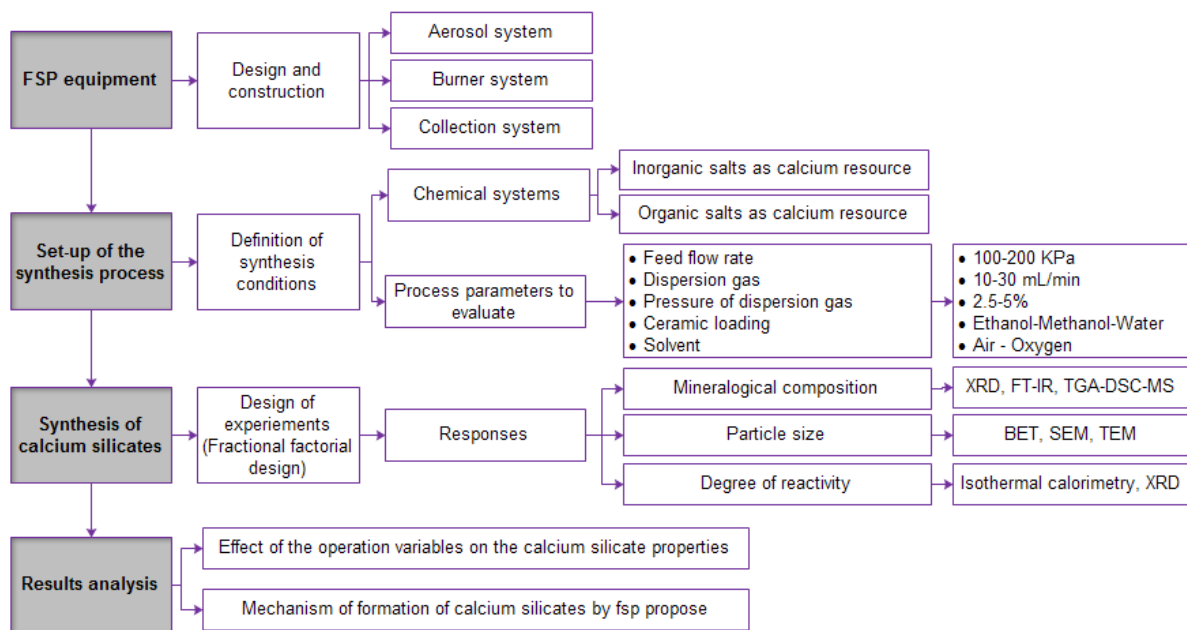 FSP equipment
Design and
construction
Aerosol system
Burner system
Collection system
Set-up of the
synthesis process
Definition of
synthesis
conditions
Chemical systems
Inorganic salts as calcium resource
Organic salts as calcium resource
Process parameters to
evaluate
• Feed flow rate
• Dispersion gas
• Pressure of dispersion gas
• Ceramic loading
• Solvent
• 100-200 KPa
• 10-30 mL/min
• 2.5-5%
• Ethanol-Methanol-Water
• Air - Oxygen
Synthesis of
calcium silicates
Design of
experiements
(Fractional factorial
design)
Responses
Mineralogical composition
XRD, FT-IR, TGA-DSC-MS
Particle size
BET, SEM, TEM
Degree of reactivity
Isothermal calorimetry, XRD
Results analysis
Effect of the operation variables on the calcium silicate properties
Mechanism of formation of calcium silicates by fsp propose